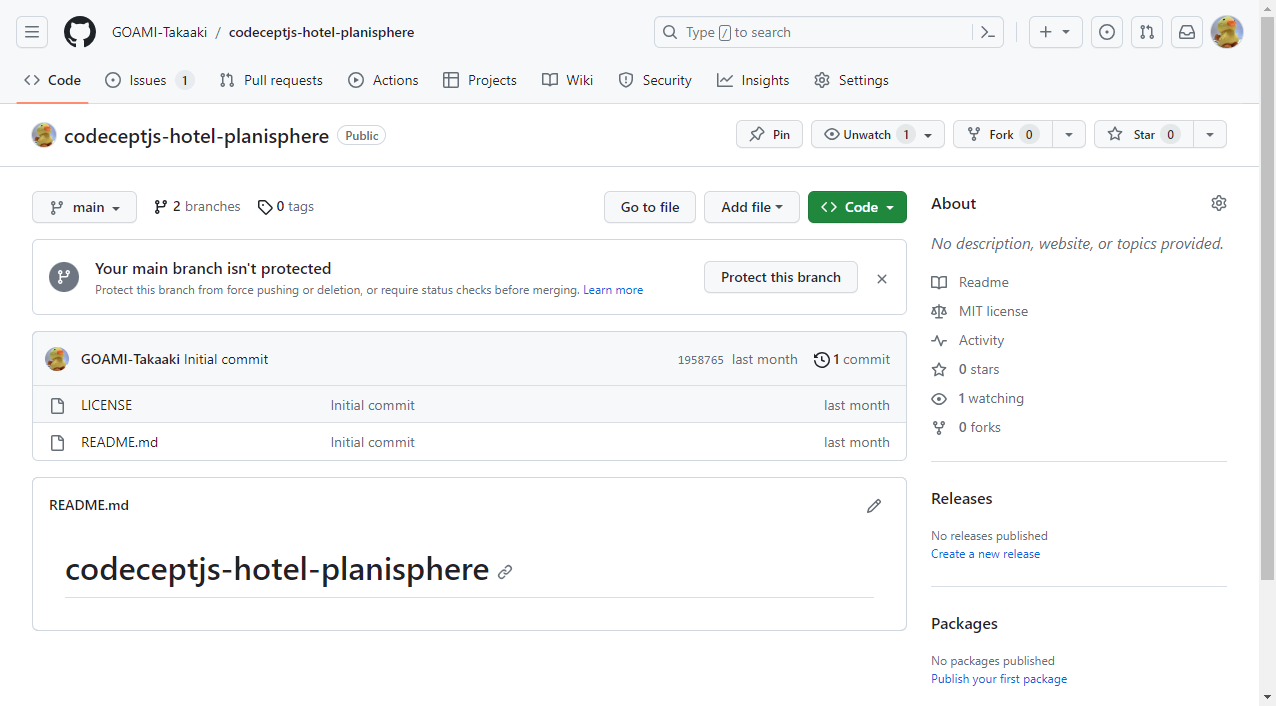 GOAMI-Takaaki / codeceptjs-hotel-planisphere
Type / to search
Code Issues 1 Pull requests Actions Projects Wiki Security Insights Settings
codeceptjs-hotel-planisphere Public
Pin Unwatch 1 Fork 0 Star 0
main 2 branches 0 tags Go to file Add file Code
Your main branch isn't protected
Protect this branch from force pushing or deletion, or require status checks before merging. Learn more
Protect this branch
GOAMI-Takaaki Initial commit 1958765 last month 1 commit
LICENSE Initial commit last month
README.md Initial commit last month
README.md
codeceptjs-hotel-planisphere
About
No description, website, or topics provided.
Readme
MIT license
Activity
0 stars
1 watching
0 forks
Releases
No releases published
Create a new release
Packages
No packages published
Publish your first package